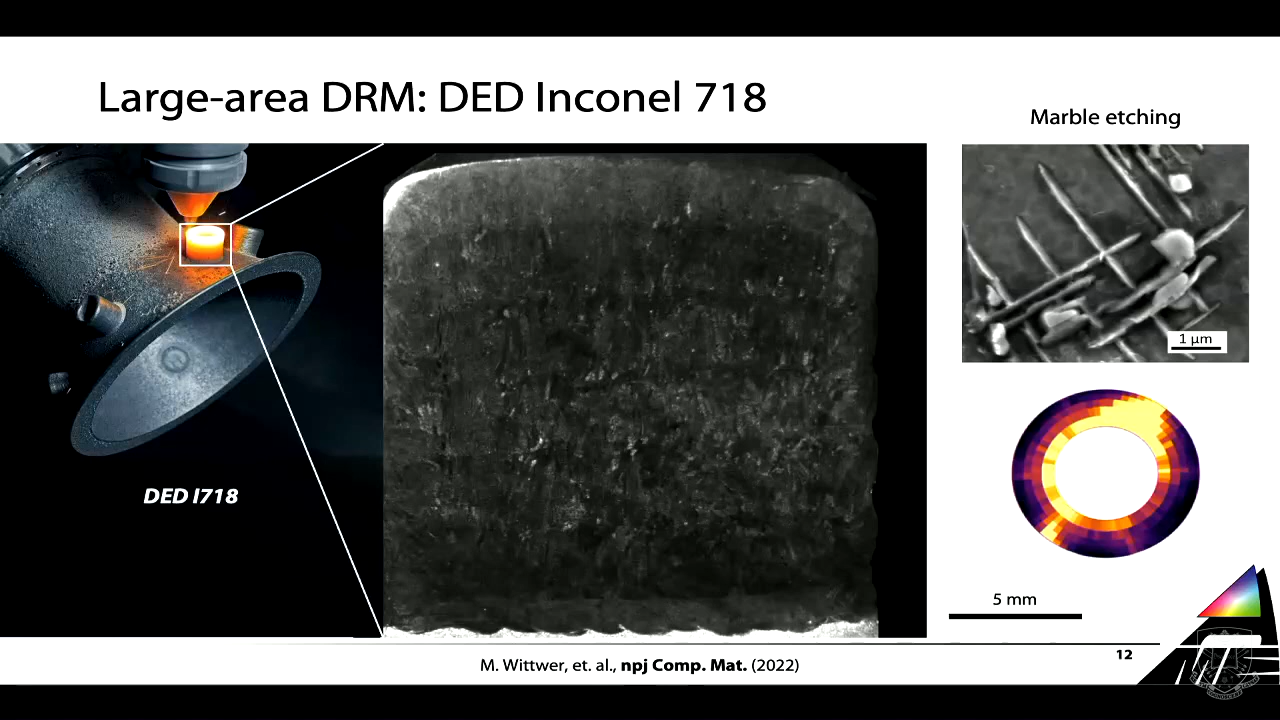 Large-area DRM: DED Inconel 718
Marble etching
1 µm
DED I718
5 mm
12
M. Wittwer, et. al., npj Comp. Mat. (2022)